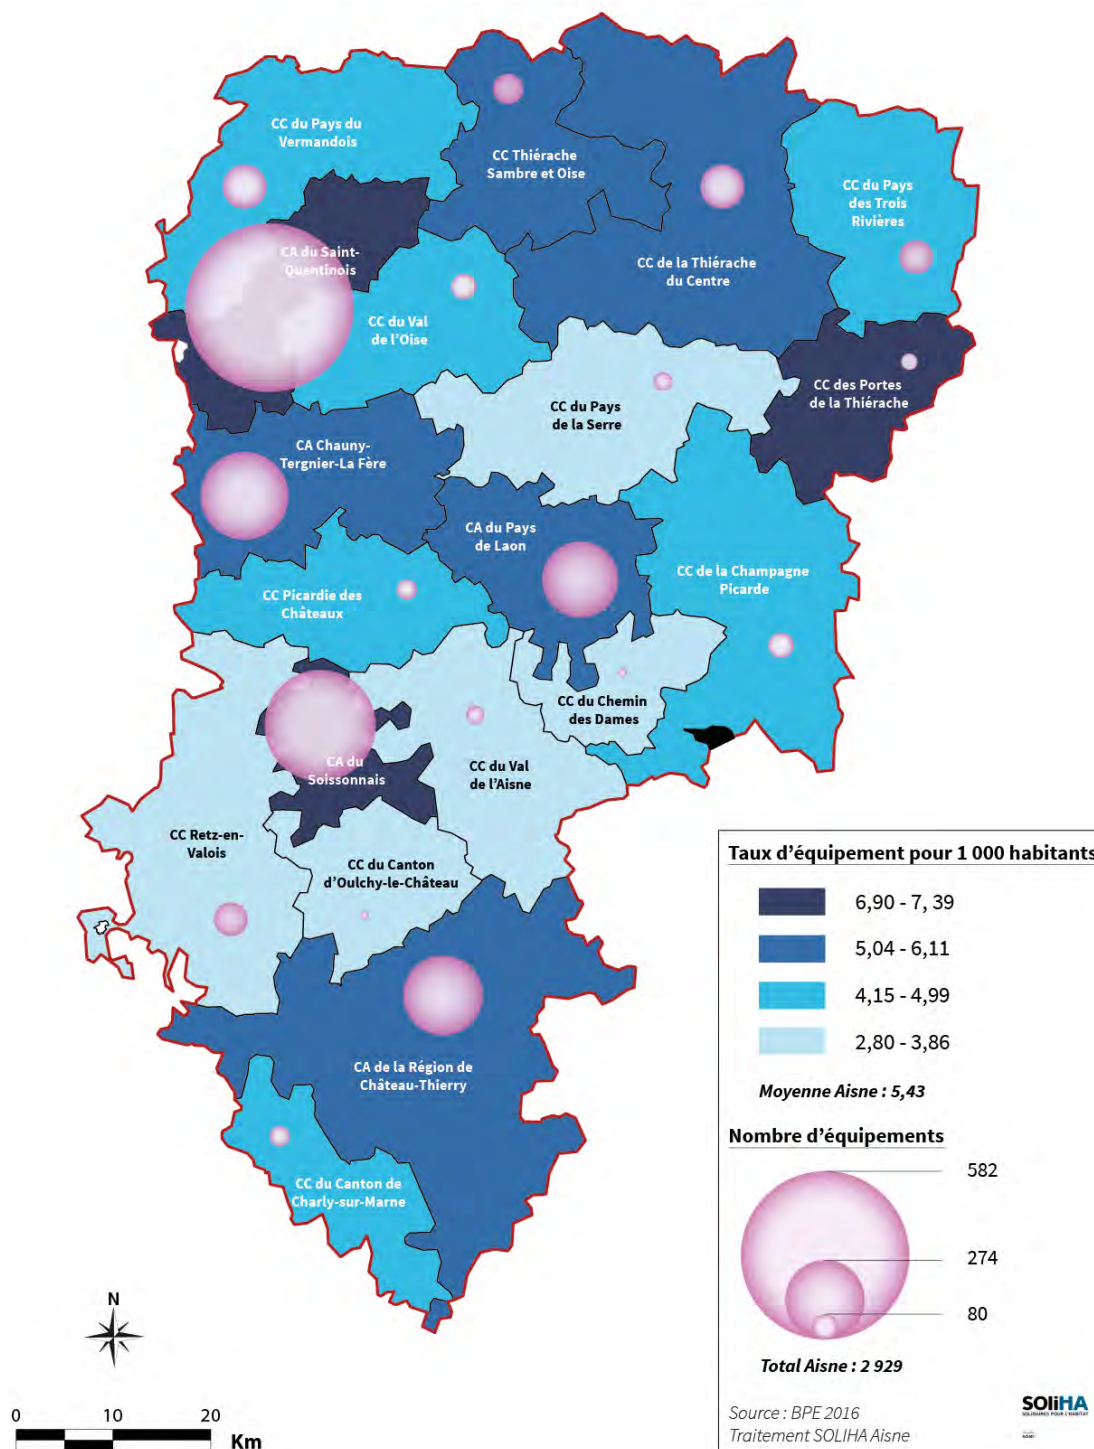 CC du Pays du
Vermandois
CC Thiérache
Sambre et Oise
CC du Pays
des Trois
Rivières
CA du Saint-
Quentinois
CC de la Thiérache
du Centre
CC du Val
de l'Oise
CC des Portes
de la Thiérache
CC du Pays
de la Serre
CA Chauny-
Tergnier-La Fère
CA du Pays
de Laon
CC de la Champagne
Picarde
CC Picardie des
Châteaux
CC du Chemin
des Dames
CA du
Soissonnais
CC du Val
de l'Aisne
CC Retz-en-
Valois
CC du Canton
d'Oulchy-le-Château
CA de la Région de
Château-Thierry
CC du Canton de
Charly-sur-Marne
N
0 10 20
Km
Taux d'équipement pour 1 000 habitants
6,90 - 7, 39
5,04 - 6,11
4,15 - 4,99
2,80 - 3,86
Moyenne Aisne : 5,43
Nombre d'équipements
582
274
80
Total Aisne : 2 929
Source : BPE 2016
Traitement SOLIHA Aisne
SOLiHA
SOLIDAIRES POUR L'HABITAT